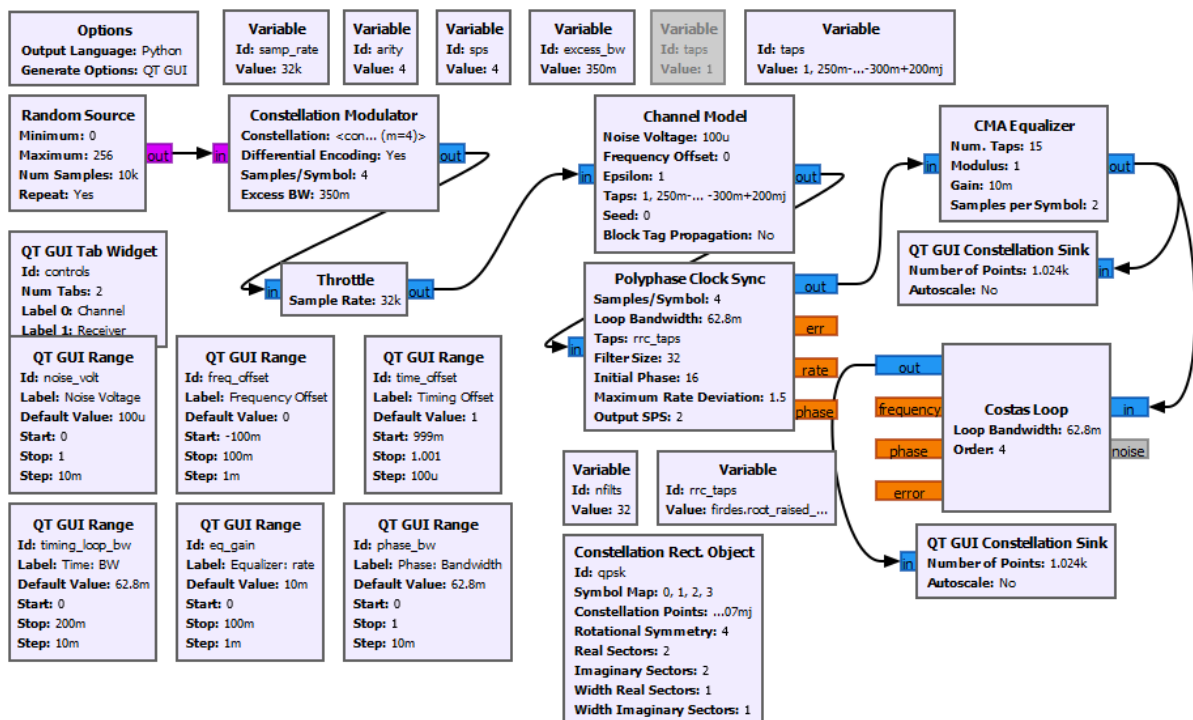 Options
Output Language: Python
Generate Options: QT GUI
Variable
Id: samp_rate
Value: 32k
Variable
Id: arity
Value: 4
Variable
Id: sps
Value: 4
Variable
Id: excess_bw
Value: 350m
Variable
Id: taps
Value: 1
Variable
Id: taps
Value: 1, 250m-...-300m+200mj
Random Source
Minimum: 0
Maximum: 256
Num Samples: 10k
Repeat: Yes
out
in
Constellation Modulator
Constellation: <con... (m=4)>
Differential Encoding: Yes
Samples/Symbol: 4
Excess BW: 350m
out
in
Channel Model
Noise Voltage: 100u
Frequency Offset: 0
Epsilon: 1
Taps: 1, 250m-... -300m+200mj
Seed: 0
Block Tag Propagation: No
out
in
CMA Equalizer
Num. Taps: 15
Modulus: 1
Gain: 10m
Samples per Symbol: 2
out
QT GUI Tab Widget
Id: controls
Num Tabs: 2
Label 0: Channel
Label 1: Receiver
in
Throttle
Sample Rate: 32k
out
in
Polyphase Clock Sync
Samples/Symbol: 4
Loop Bandwidth: 62.8m
Taps: rrc_taps
Filter Size: 32
Initial Phase: 16
Maximum Rate Deviation: 1.5
Output SPS: 2
out
err
rate
phase
QT GUI Constellation Sink
Number of Points: 1.024k
Autoscale: No
in
QT GUI Range
Id: noise_volt
Label: Noise Voltage
Default Value: 100u
Start: 0
Stop: 1
Step: 10m
QT GUI Range
Id: freq_offset
Label: Frequency Offset
Default Value: 0
Start: -100m
Stop: 100m
Step: 1m
QT GUI Range
Id: time_offset
Label: Timing Offset
Default Value: 1
Start: 999m
Stop: 1.001
Step: 100u
out
frequency
phase
error
Costas Loop
Loop Bandwidth: 62.8m
Order: 4
in
noise
Variable
Id: nfilts
Value: 32
Variable
Id: rrc_taps
Value: firdes.root_raised_...
QT GUI Range
Id: timing_loop_bw
Label: Time: BW
Default Value: 62.8m
Start: 0
Stop: 200m
Step: 10m
QT GUI Range
Id: eq_gain
Label: Equalizer: rate
Default Value: 10m
Start: 0
Stop: 100m
Step: 1m
QT GUI Range
Id: phase_bw
Label: Phase: Bandwidth
Default Value: 62.8m
Start: 0
Stop: 1
Step: 10m
Constellation Rect. Object
Id: qpsk
Symbol Map: 0, 1, 2, 3
Constellation Points: ...07mj
Rotational Symmetry: 4
Real Sectors: 2
Imaginary Sectors: 2
Width Real Sectors: 1
Width Imaginary Sectors: 1
in
QT GUI Constellation Sink
Number of Points: 1.024k
Autoscale: No